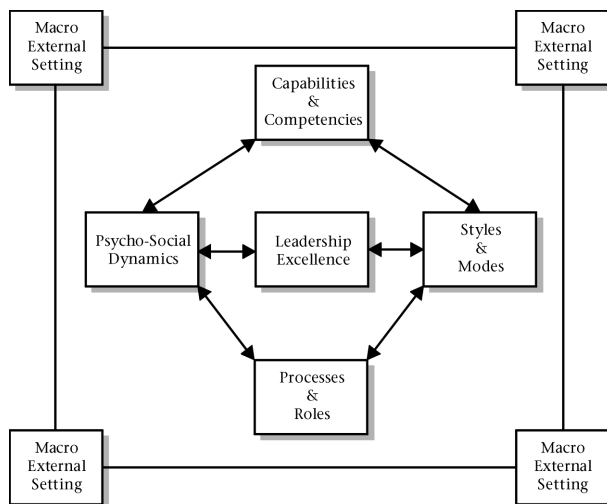 Macro
External
Setting
Macro
External
Setting
Capabilities
&
Competencies
Psycho-Social
Dynamics
Leadership
Excellence
Styles
&
Modes
Processes
&
Roles
Macro
External
Setting
Macro
External
Setting